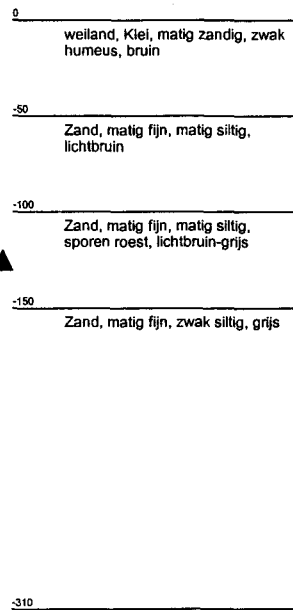 0
weiland, Klei, matig zandig, zwak
humeus, bruin
-50
Zand, matig fijn, matig siltig,
lichtbruin
-100
Zand, matig fijn, matig siltig,
sporen roest, lichtbruin-grijs
-150
Zand, matig fijn, zwak siltig, grijs
-310